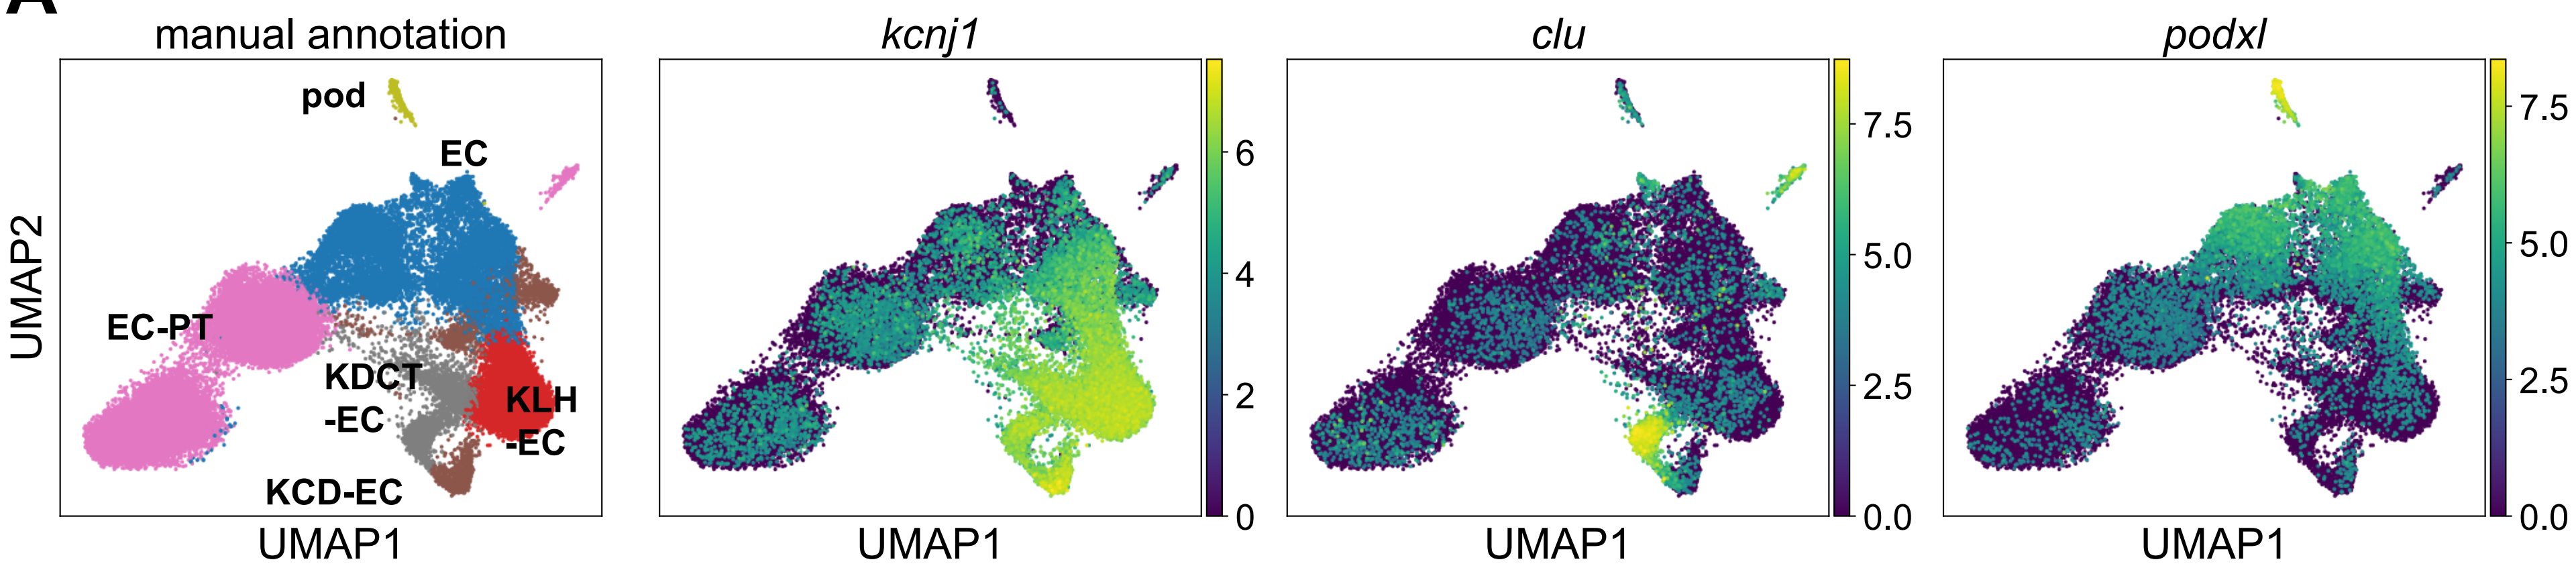 A
manual annotation
kcnj1
clu
podxl
pod
EC
EC-PT
KDCT
-EC
KLH
-EC
KCD-EC
UMAP2
UMAP1
6
4
2
0
UMAP1
7.5
5.0
2.5
0.0
UMAP1
7.5
5.0
2.5
0.0
UMAP1